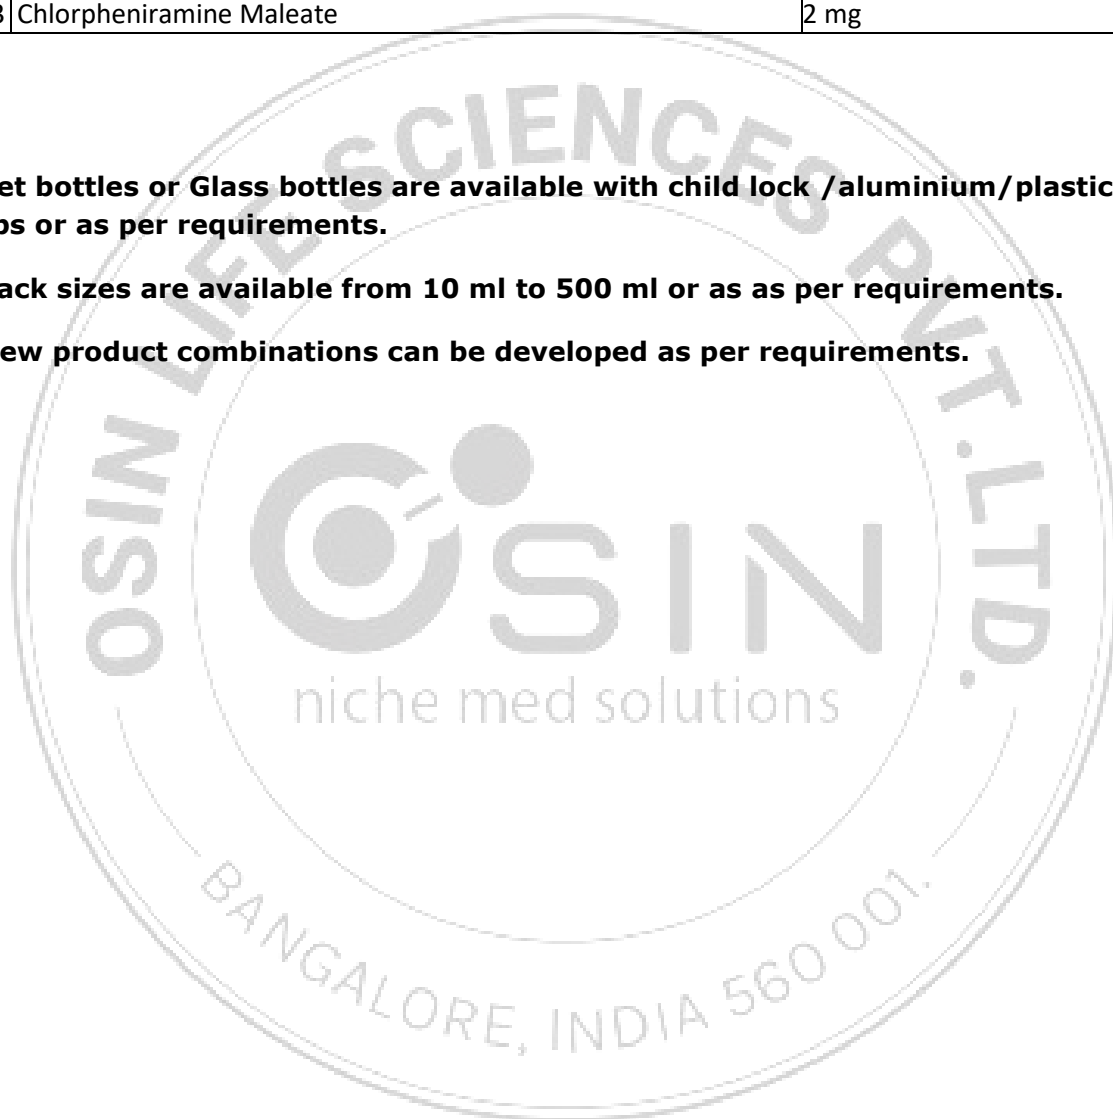 3 Chlorpheniramine Maleate 2 mg
et bottles or Glass bottles are available with child lock /aluminium/plastic
ps or as per requirements.
ack sizes are available from 10 ml to 500 ml or as as per requirements.
ew product combinations can be developed as per requirements.
OSIN LIFE SCIENCES PVT.LTD.
OSIN
niche med solutions
BANGALORE, INDIA 560 001.